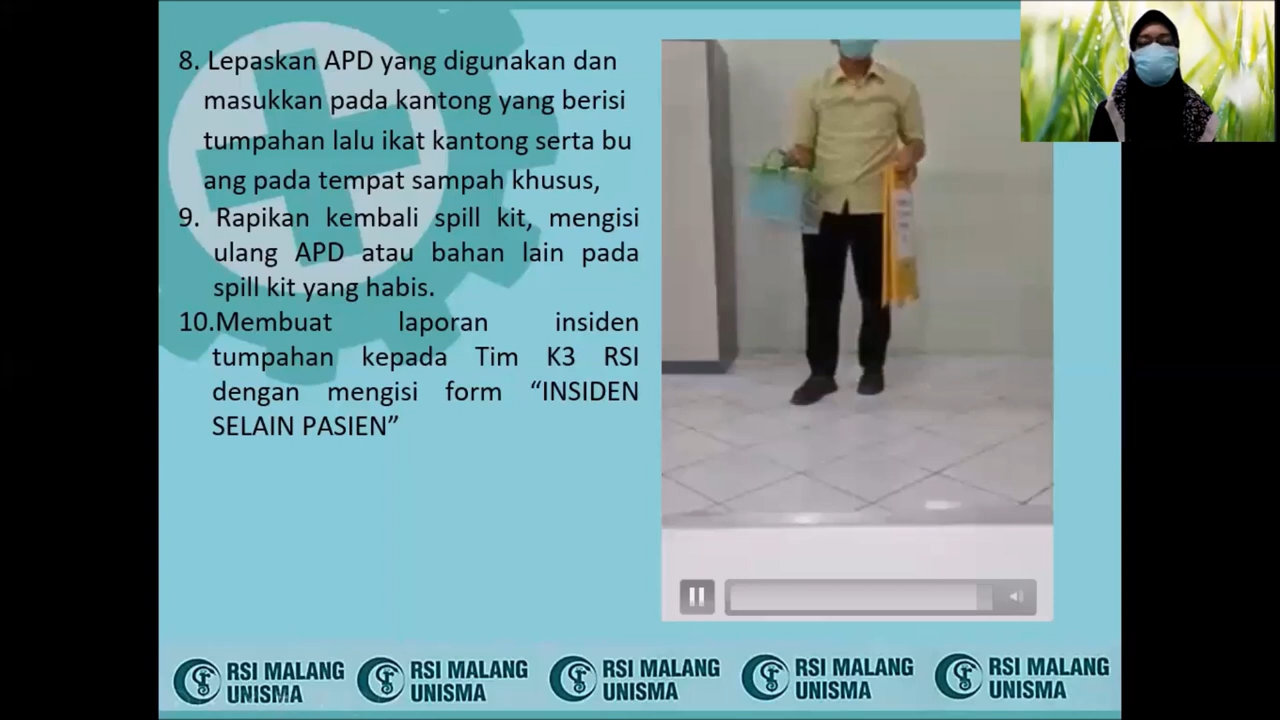 8. Lepaskan APD yang digunakan dan
masukkan pada kantong yang berisi
tumpahan lalu ikat kantong serta bu
ang pada tempat sampah khusus,
9. Rapikan kembali spill kit, mengisi
ulang APD atau bahan lain pada
spill kit yang habis.
10.Membuat laporan insiden
tumpahan kepada Tim K3 RSI
dengan mengisi form “INSIDEN
SELAIN PASIEN”
RSI MALANG
UNISMA
RSI MALANG
UNISMA
RSI MALANG
UNISMA
RSI MALANG
UNISMA
RSI MALANG
UNISMA